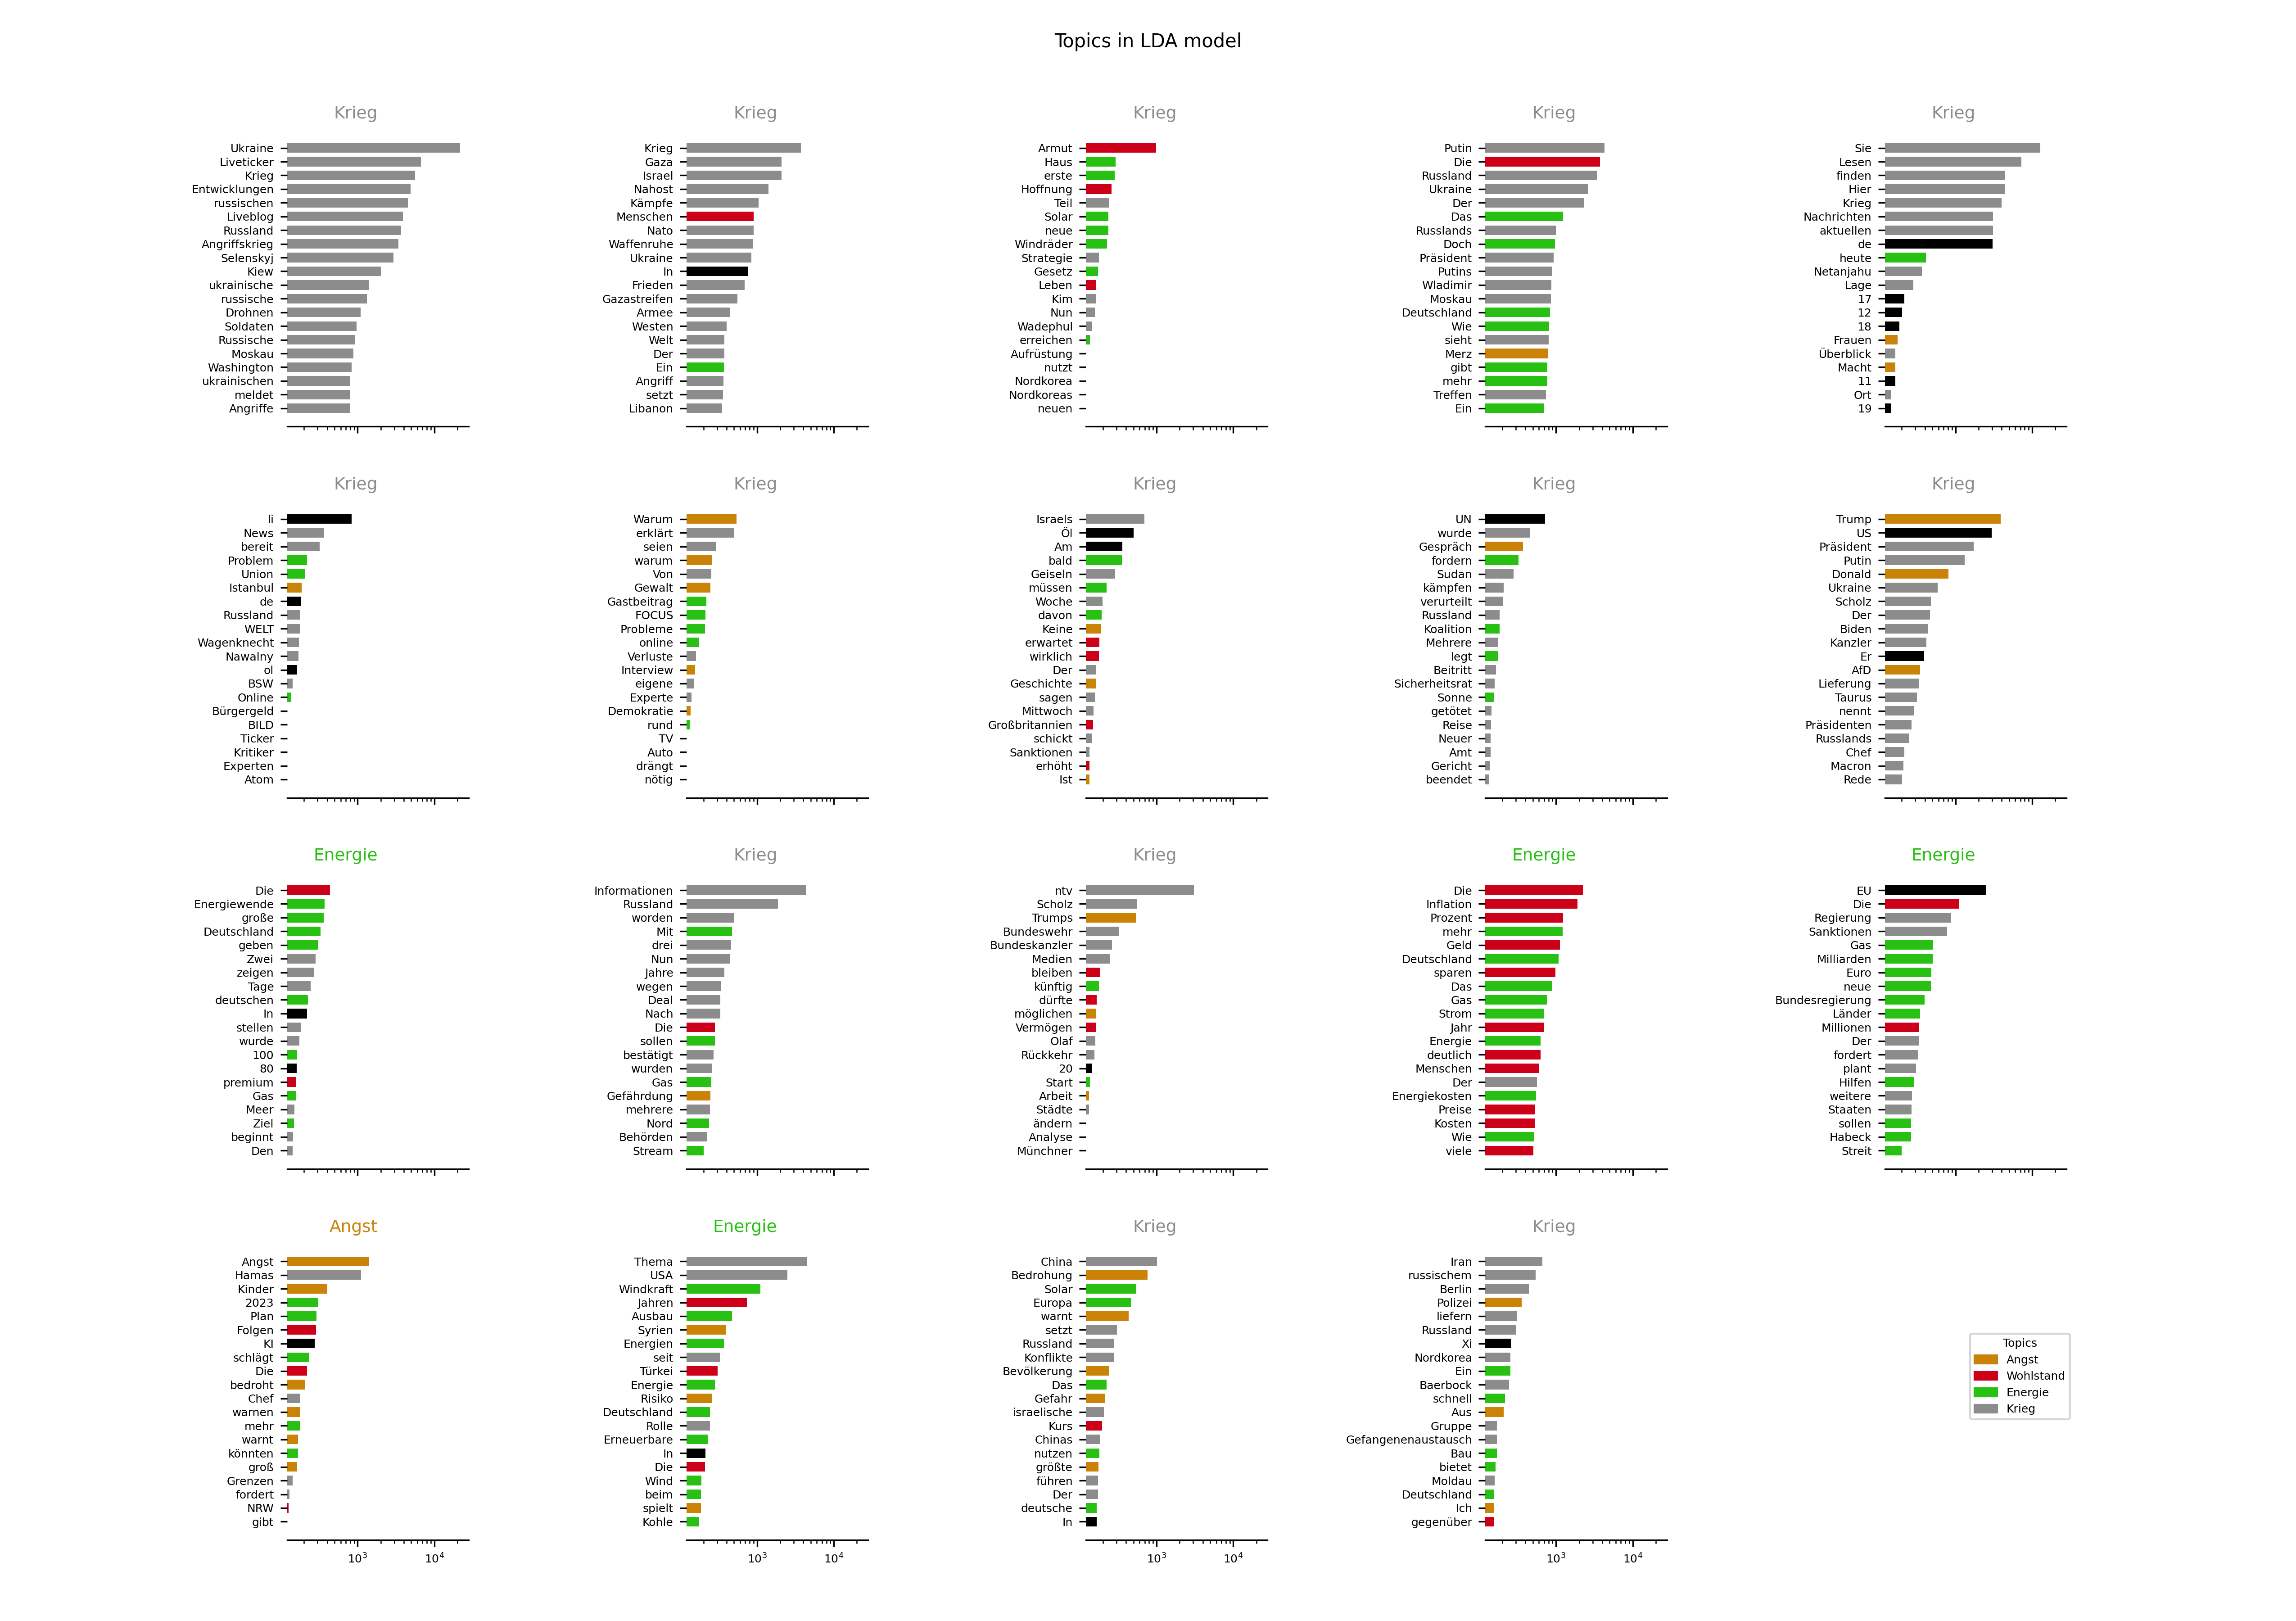 Topics in LDA model
Krieg
Ukraine
Liveticker
Krieg
Entwicklungen
russischen
Liveblog
Russland
Angriffskrieg
Selenskyj
Kiew
ukrainische
russische
Drohnen
Soldaten
Russische
Moskau
Washington
ukrainischen
meldet
Angriffe
Krieg
Krieg
Gaza
Israel
Nahost
Kämpfe
Menschen
Nato
Waffenruhe
Ukraine
In
Frieden
Gazastreifen
Armee
Westen
Welt
Der
Ein
Angriff
setzt
Libanon
Krieg
Armut
Haus
erste
Hoffnung
Teil
Solar
neue
Windräder
Strategie
Gesetz
Leben
Kim
Nun
Wadephul
erreichen
Aufrüstung
nutzt
Nordkorea
Nordkoreas
neuen
Krieg
Putin
Die
Russland
Ukraine
Der
Das
Russlands
Doch
Präsident
Putins
Wladimir
Moskau
Deutschland
Wie
sieht
Merz
gibt
mehr
Treffen
Ein
Krieg
Sie
Lesen
finden
Hier
Krieg
Nachrichten
aktuellen
de
heute
Netanjahu
Lage
17
12
18
Frauen
Überblick
Macht
11
Ort
19
Krieg
li
News
bereit
Problem
Union
Istanbul
de
Russland
WELT
Wagenknecht
Nawalny
ol
BSW
Online
Bürgergeld
BILD
Ticker
Kritiker
Experten
Atom
Krieg
Warum
erklärt
seien
warum
Von
Gewalt
Gastbeitrag
FOCUS
Probleme
online
Verluste
Interview
eigene
Experte
Demokratie
rund
TV
Auto
drängt
nötig
Krieg
Israels
Öl
Am
bald
Geiseln
müssen
Woche
davon
Keine
erwartet
wirklich
Der
Geschichte
sagen
Mittwoch
Großbritannien
schickt
Sanktionen
erhöht
Ist
Krieg
UN
wurde
Gespräch
fordern
Sudan
kämpfen
verurteilt
Russland
Koalition
Mehrere
legt
Beitritt
Sicherheitsrat
Sonne
getötet
Reise
Neuer
Amt
Gericht
beendet
Krieg
Trump
US
Präsident
Putin
Donald
Ukraine
Scholz
Der
Biden
Kanzler
Er
AfD
Lieferung
Taurus
nennt
Präsidenten
Russlands
Chef
Macron
Rede
Energie
Die
Energiewende
große
Deutschland
geben
Zwei
zeigen
Tage
deutschen
In
stellen
wurde
100
80
premium
Gas
Meer
Ziel
beginnt
Den
Krieg
Informationen
Russland
worden
Mit
drei
Nun
Jahre
wegen
Deal
Nach
Die
sollen
bestätigt
wurden
Gas
Gefährdung
mehrere
Nord
Behörden
Stream
Krieg
ntv
Scholz
Trumps
Bundeswehr
Bundeskanzler
Medien
bleiben
künftig
dürfte
möglichen
Vermögen
Olaf
Rückkehr
20
Start
Arbeit
Städte
ändern
Analyse
Münchner
Energie
Die
Inflation
Prozent
mehr
Geld
Deutschland
sparen
Das
Gas
Strom
Jahr
Energie
deutlich
Menschen
Der
Energiekosten
Preise
Kosten
Wie
viele
Energie
EU
Die
Regierung
Sanktionen
Gas
Milliarden
Euro
neue
Bundesregierung
Länder
Millionen
Der
fordert
plant
Hilfen
weitere
Staaten
sollen
Habeck
Streit
Angst
Angst
Hamas
Kinder
2023
Plan
Folgen
KI
schlägt
Die
bedroht
Chef
warnen
mehr
warnt
könnten
groß
Grenzen
fordert
NRW
gibt
10³ 10⁴
Energie
Thema
USA
Windkraft
Jahren
Ausbau
Syrien
Energien
seit
Türkei
Energie
Risiko
Deutschland
Rolle
Erneuerbare
In
Die
Wind
beim
spielt
Kohle
10³ 10⁴
Krieg
China
Bedrohung
Solar
Europa
warnt
setzt
Russland
Konflikte
Bevölkerung
Das
Gefahr
israelische
Kurs
Chinas
nutzen
größte
führen
Der
deutsche
In
10³ 10⁴
Krieg
Iran
russischem
Berlin
Polizei
liefern
Russland
Xi
Nordkorea
Ein
Baerbock
schnell
Aus
Gruppe
Gefangenenaustausch
Bau
bietet
Moldau
Deutschland
Ich
gegenüber
10³ 10⁴
Topics
Angst
Wohlstand
Energie
Krieg